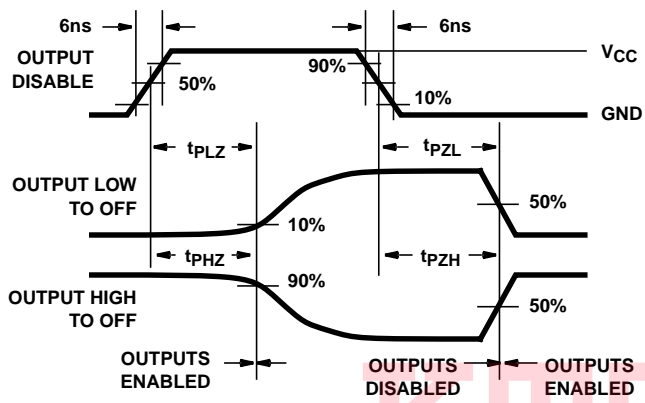 6ns
6ns
OUTPUT
DISABLE
90%
50%
10%
VCC
GND
tPLZ
tPZL
OUTPUT LOW
TO OFF
10%
50%
tPHZ
tPZH
90%
OUTPUT HIGH
TO OFF
50%
OUTPUTS
ENABLED
OUTPUTS
DISABLED
OUTPUTS
ENABLED